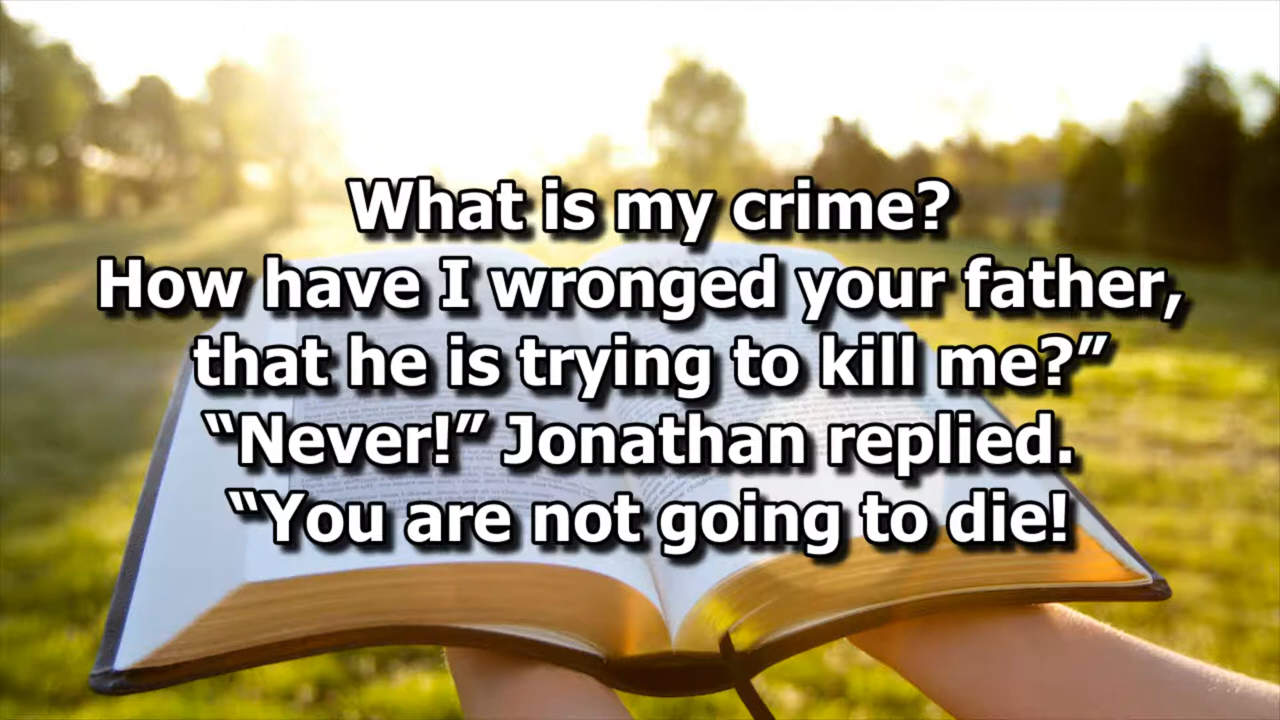 What is my crime?
How have I wronged your father,
that he is trying to kill me?”
“Never!” Jonathan replied.
“You are not going to die!